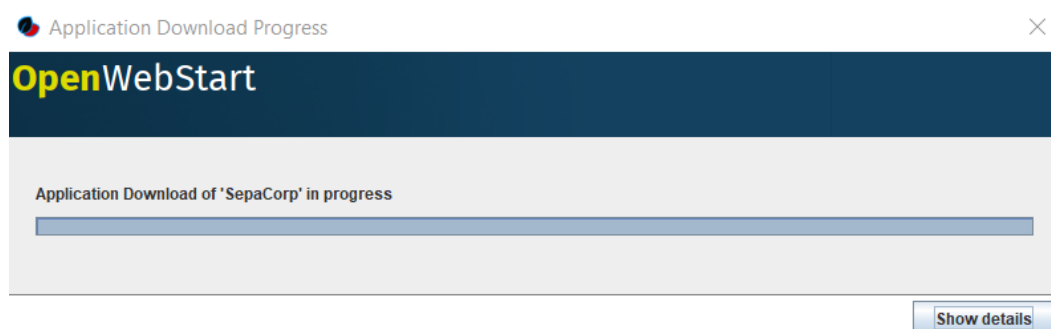 Application Download Progress
OpenWebStart
Application Download of 'SepaCorp' in progress
Show details